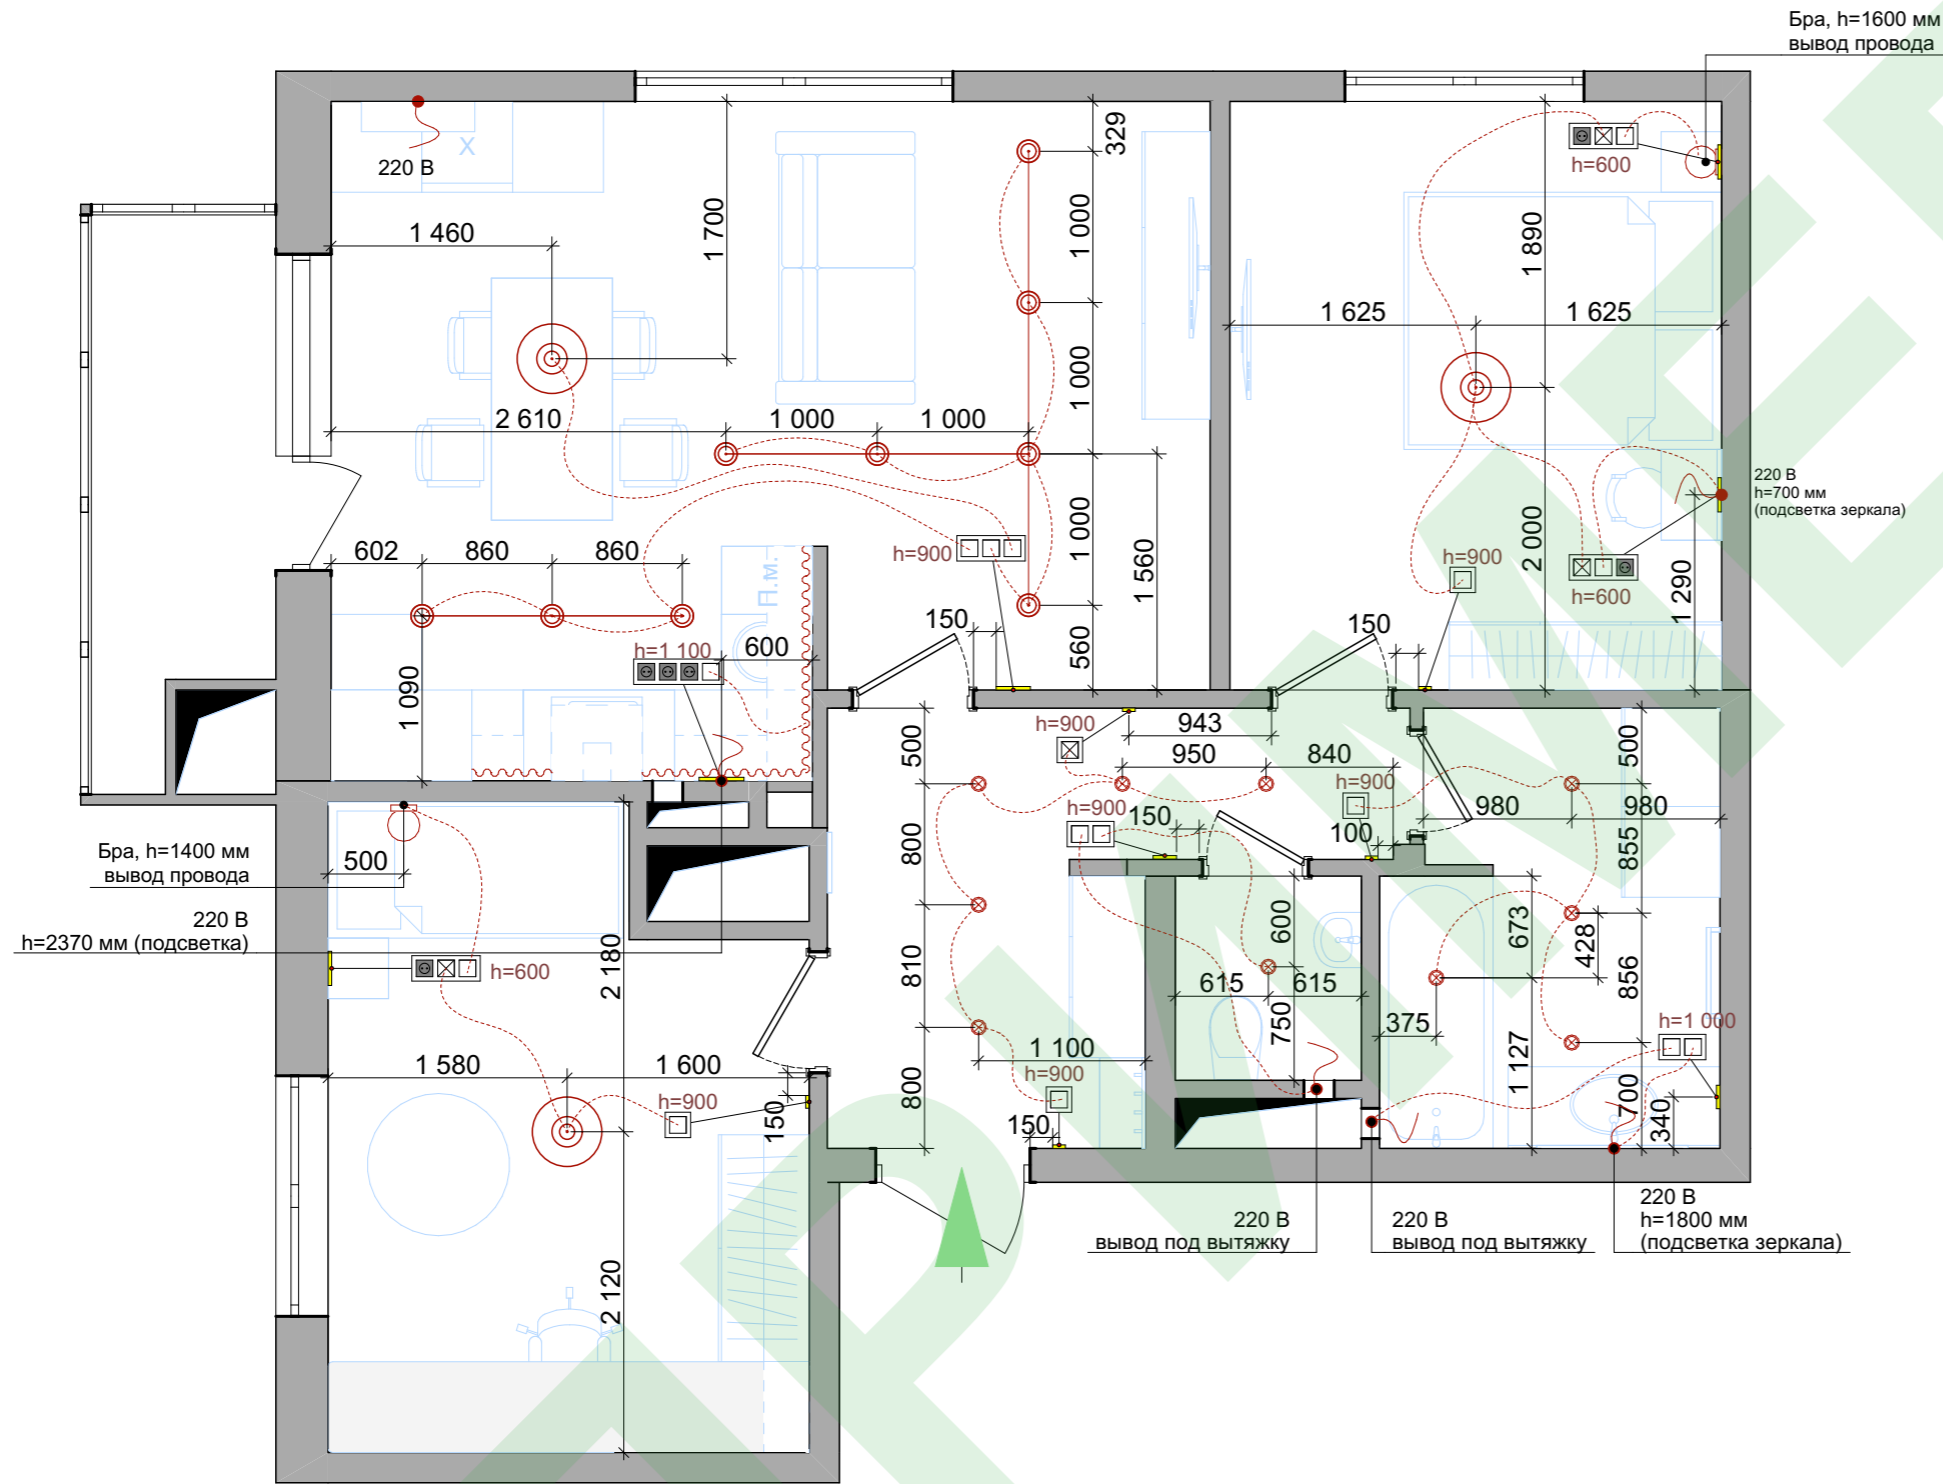 Бра, h=1600 мм
вывод провода
329
220 В
X
h=600
1 000
1 700
1 460
1 890
1 625
1 625
1 000
2 610
1 000
1 000
220 В
h=700 мм
(подсветка зеркала)
602
860
860
П.м.
h=900
1 000
1 560
h=900
2 000
h=600
1 290
150
150
h=1 100
600
560
1 090
500
h=900
943
950
840
500
h=900
h=900
150
100
980
980
855
800
Бра, h=1400 мм
вывод провода
500
220 В
h=2370 мм (подсветка)
h=600
2 180
600
673
428
810
615
615
856
750
375
h=1 000
1 580
1 600
h=900
150
1 100
h=900
800
150
1 127
700
340
220 В
вывод под вытяжку
220 В
вывод под вытяжку
220 В
h=1800 мм
(подсветка зеркала)
2 120